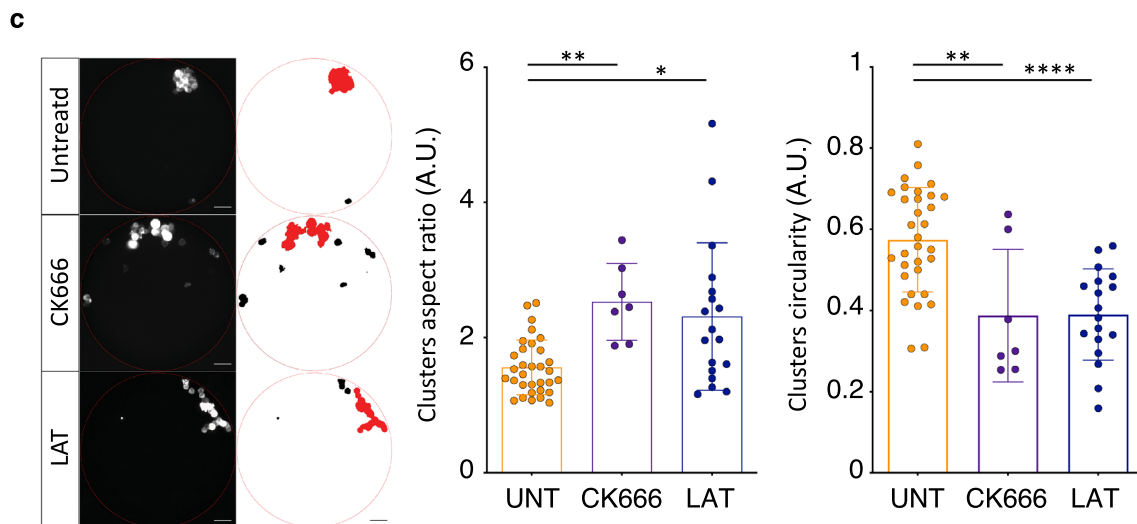 c
Untreatd
CK666
LAT
Clusters aspect ratio (A.U.)
6
4
2
0
**
*
UNT CK666 LAT
Clusters circularity (A.U.)
1
0.8
0.6
0.4
0.2
0
**
****
UNT CK666 LAT